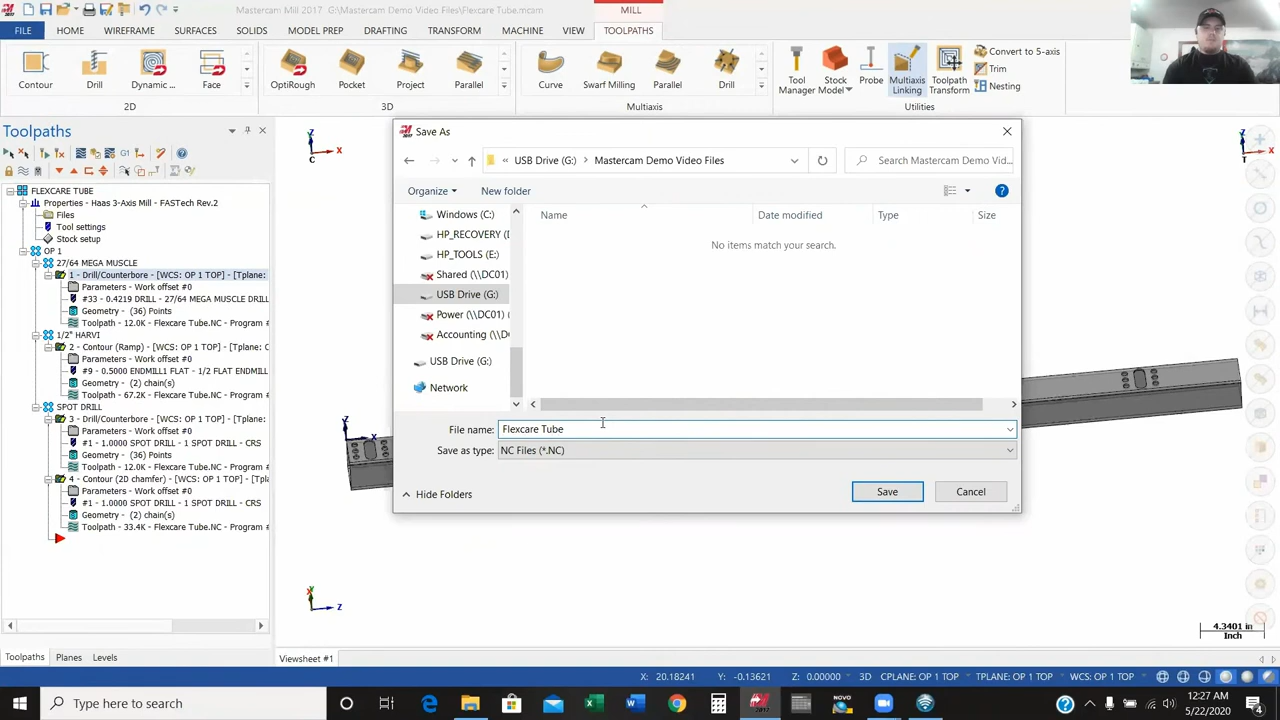 Mastercam Mill 2017  G:\Mastercam Demo Video Files\Flexcare Tube.mcam
MILL
FILE HOME WIREFRAME SURFACES SOLIDS MODEL PREP DRAFTING TRANSFORM MACHINE VIEW TOOLPATHS
Contour Drill Dynamic ... Face
OptiRough Pocket Project Parallel
Curve Swarf Milling Parallel Drill
Tool Manager Stock Model Probe Multiaxis Linking Toolpath Transform
Convert to 5-axis
Trim
Nesting
2D 3D Multiaxis Utilities
Toolpaths
FLEXCARE TUBE
Properties - Haas 3-Axis Mill - FASTech Rev.2
Files
Tool settings
Stock setup
OP 1
27/64 MEGA MUSCLE
1 - Drill/Counterbore - [WCS: OP 1 TOP] - [Tplane:
Parameters - Work offset #0
#33 - 0.4219 DRILL - 27/64 MEGA MUSCLE DRILL
Geometry - (36) Points
Toolpath - 12.0K - Flexcare Tube.NC - Program #
1/2" HARVI
2 - Contour (Ramp) - [WCS: OP 1 TOP] - [Tplane: C
Parameters - Work offset #0
#9 - 0.5000 ENDMILL1 FLAT - 1/2 FLAT ENDMILL
Geometry - (2) chain(s)
Toolpath - 67.2K - Flexcare Tube.NC - Program #
SPOT DRILL
3 - Drill/Counterbore - [WCS: OP 1 TOP] - [Tplane:
Parameters - Work offset #0
#1 - 1.0000 SPOT DRILL - 1 SPOT DRILL - CRS
Geometry - (36) Points
Toolpath - 12.0K - Flexcare Tube.NC - Program #
4 - Contour (2D chamfer) - [WCS: OP 1 TOP] - [Tp
Parameters - Work offset #0
#1 - 1.0000 SPOT DRILL - 1 SPOT DRILL - CRS
Geometry - (2) chain(s)
Toolpath - 33.4K - Flexcare Tube.NC - Program #
Toolpaths Planes Levels
Save As
« USB Drive (G:) > Mastercam Demo Video Files
Search Mastercam Demo Vid...
Organize New folder
Name Date modified Type Size
No items match your search.
Windows (C:)
HP_RECOVERY (D
HP_TOOLS (E:)
Shared (\\DC01)
USB Drive (G:)
Power (\\DC01) (
Accounting (\\DC
USB Drive (G:)
Network
File name: Flexcare Tube
Save as type: NC Files (*.NC)
Hide Folders
Save Cancel
Z
X
C
Z
X
T
Z
X
Y
Z
4.3401 in
Inch
Viewsheet #1
X: 20.18241 Y: -0.13621 Z: 0.00000 CPLANE: OP 1 TOP TPLANE: OP 1 TOP WCS: OP 1 TOP
Type here to search
NOVO
12:27 AM
5/22/2020
4